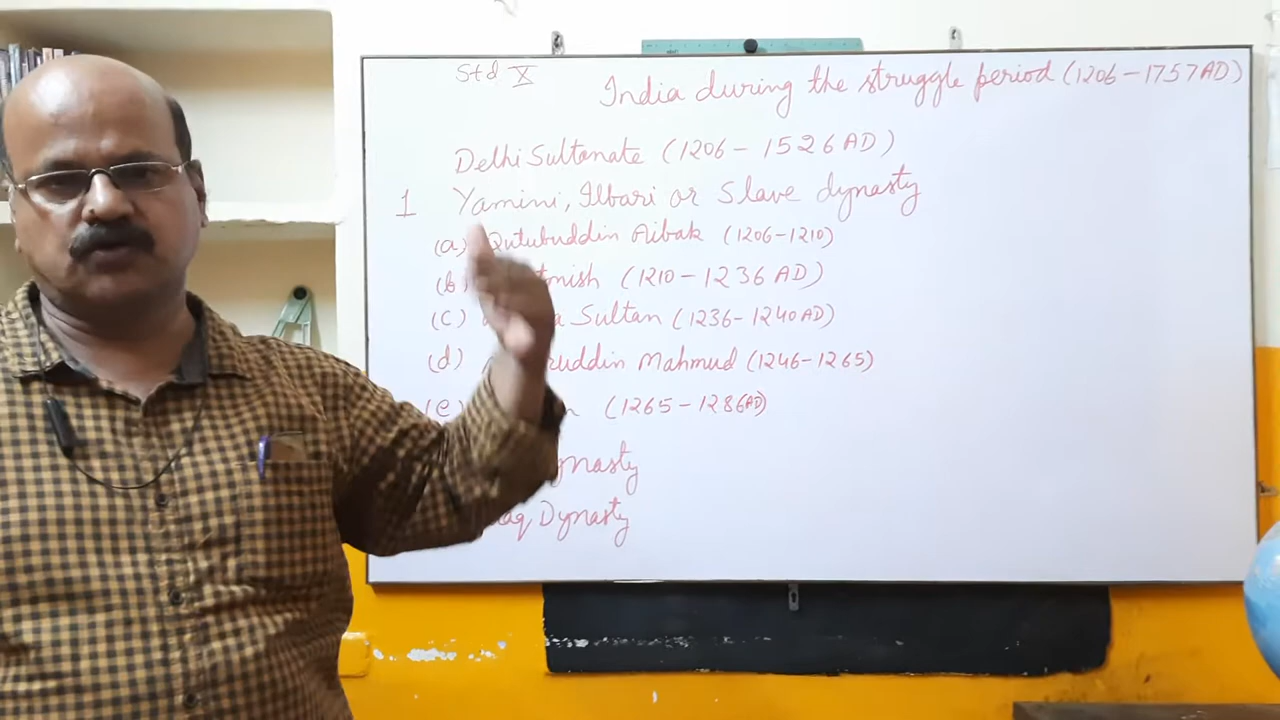 Std X
India during the struggle period (1206 - 1757 AD)
Delhi Sultanate (1206 - 1526 AD)
1 Yamini, Ilbari or Slave dynasty
(a) Qutubuddin Aibak (1206-1210)
(b) (1210 - 1236 AD)
(c) Sultan (1236-1240 AD)
(d) Mahmud (1246-1265)
(e) (1265-1286 AD)
Dynasty